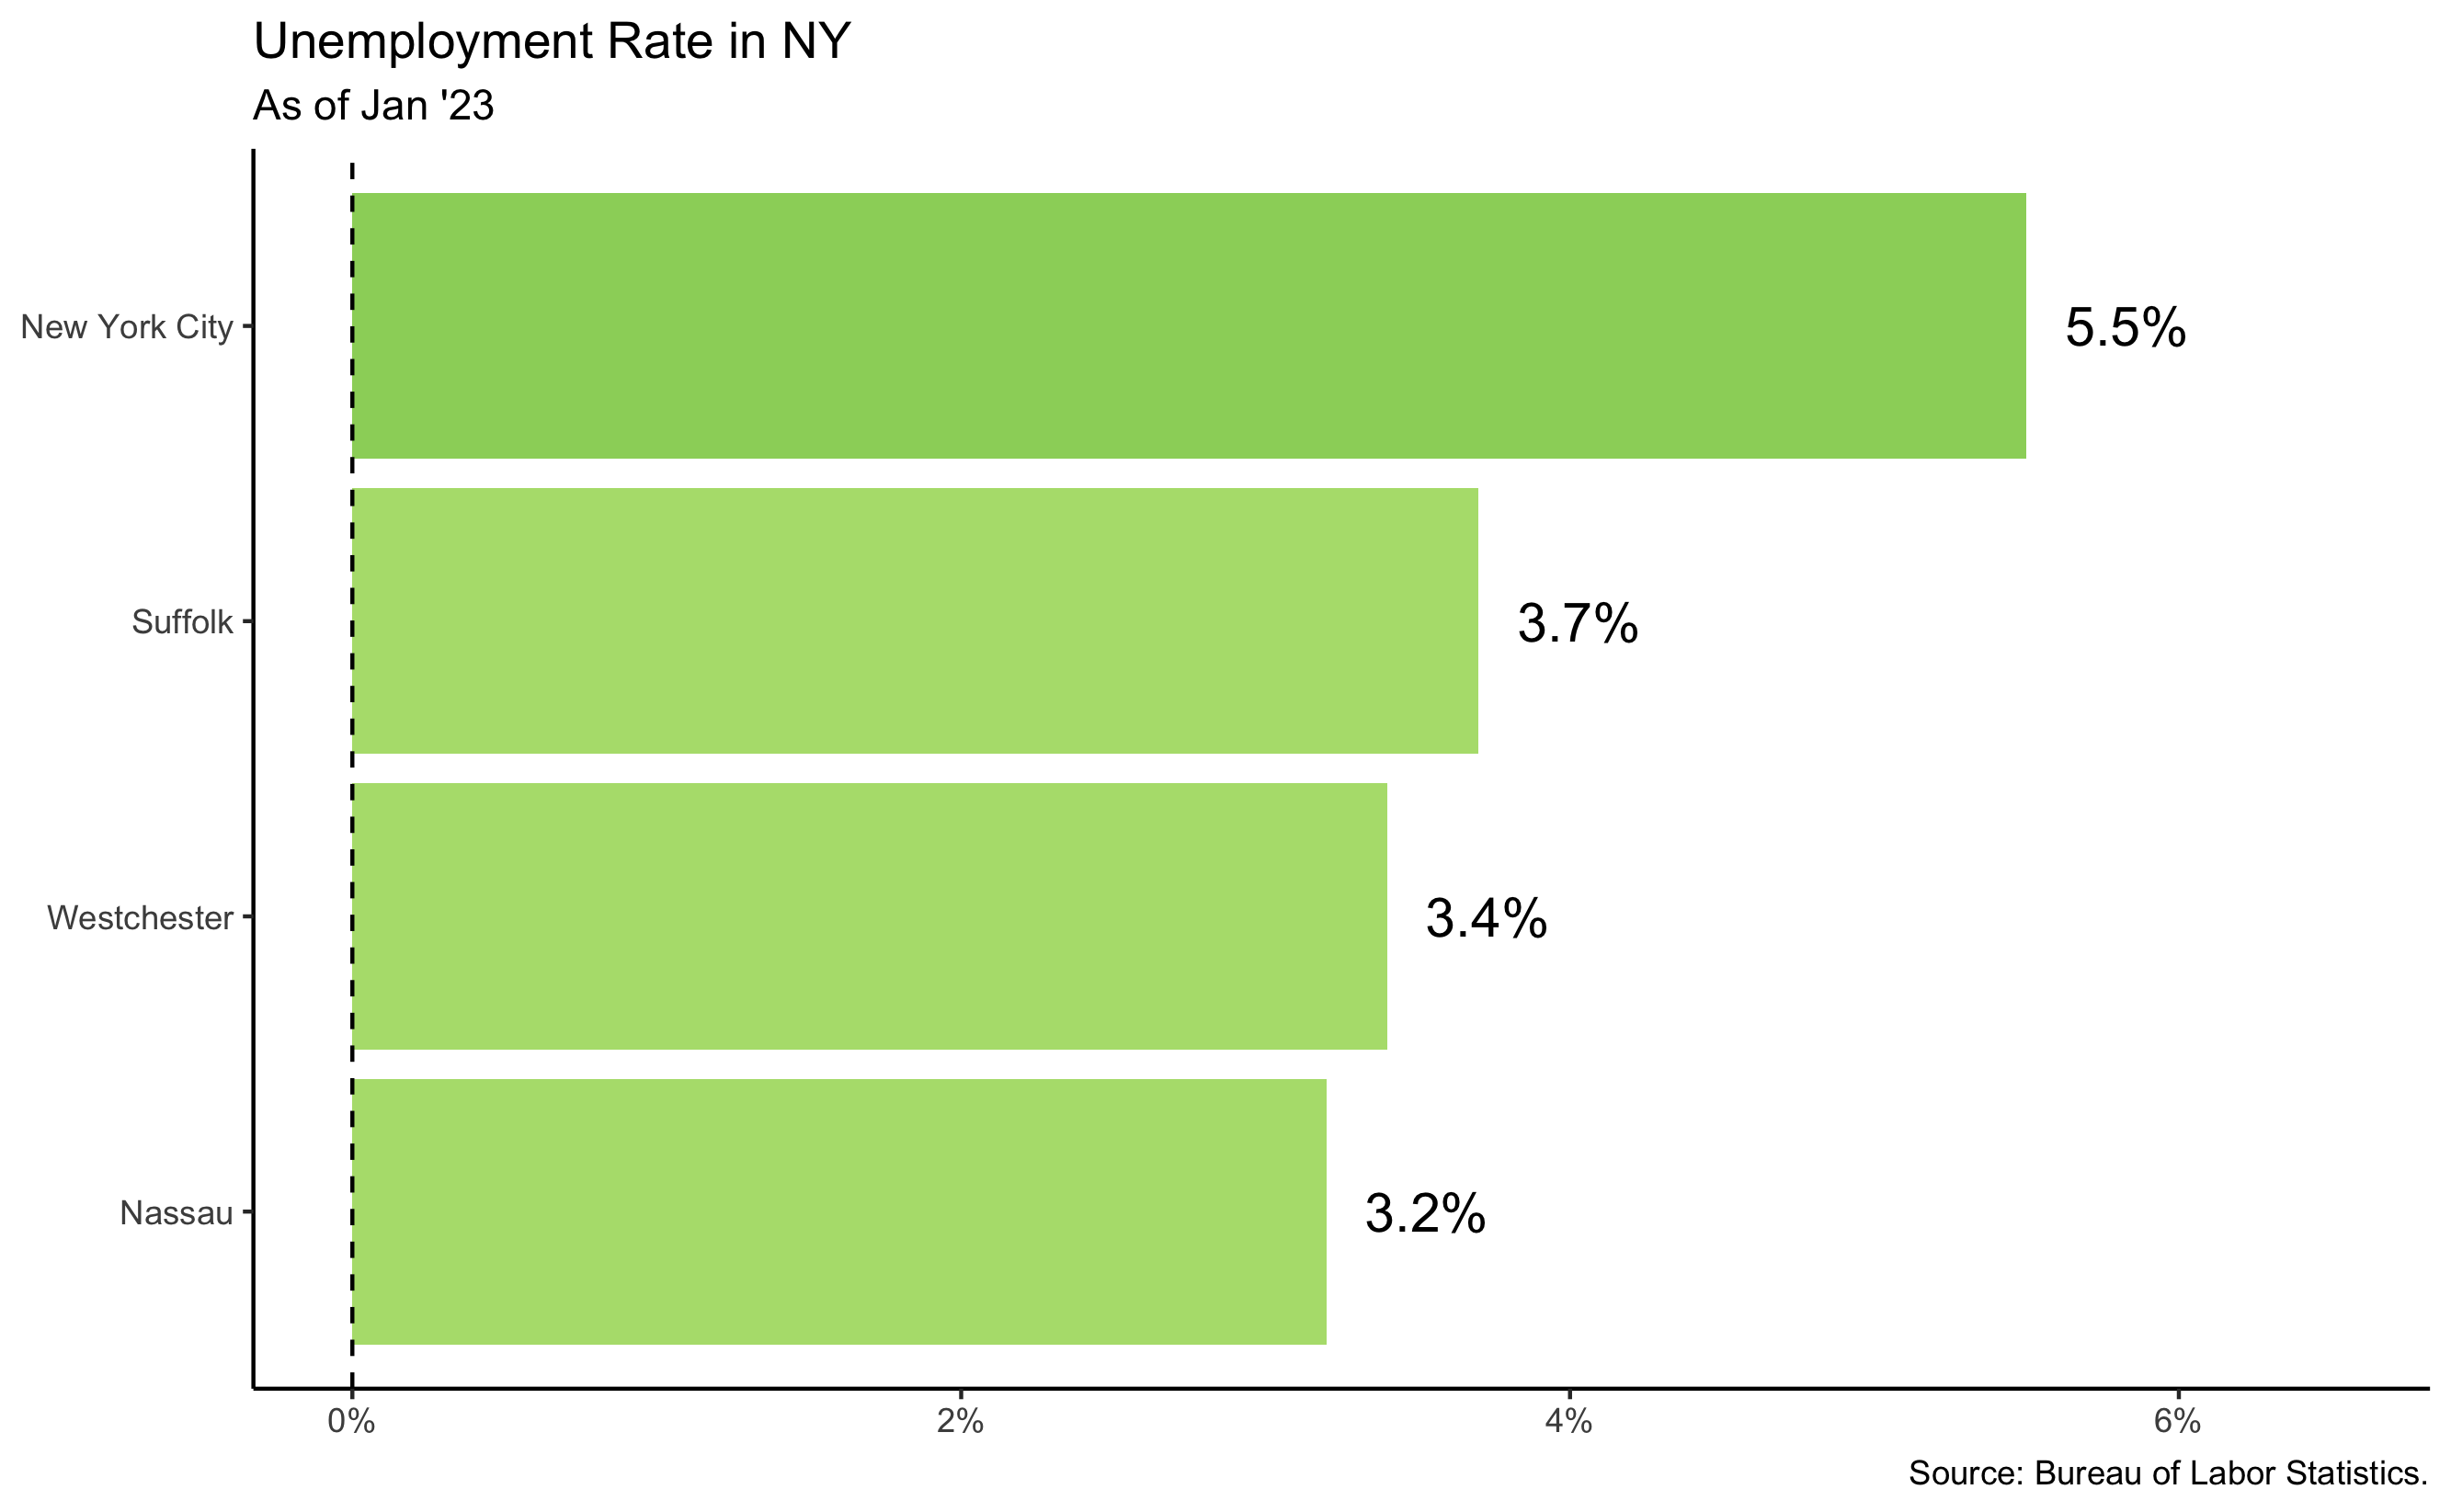 Unemployment Rate in NY
As of Jan '23
New York City
5.5%
Suffolk
3.7%
Westchester
3.4%
Nassau
3.2%
0% 2% 4% 6%
Source: Bureau of Labor Statistics.